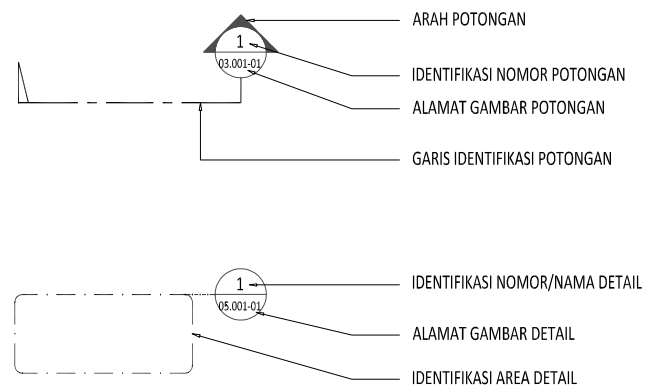 ARAH POTONGAN
1
03.001-01
IDENTIFIKASI NOMOR POTONGAN
ALAMAT GAMBAR POTONGAN
GARIS IDENTIFIKASI POTONGAN
1
05.001-01
IDENTIFIKASI NOMOR/NAMA DETAIL
ALAMAT GAMBAR DETAIL
IDENTIFIKASI AREA DETAIL